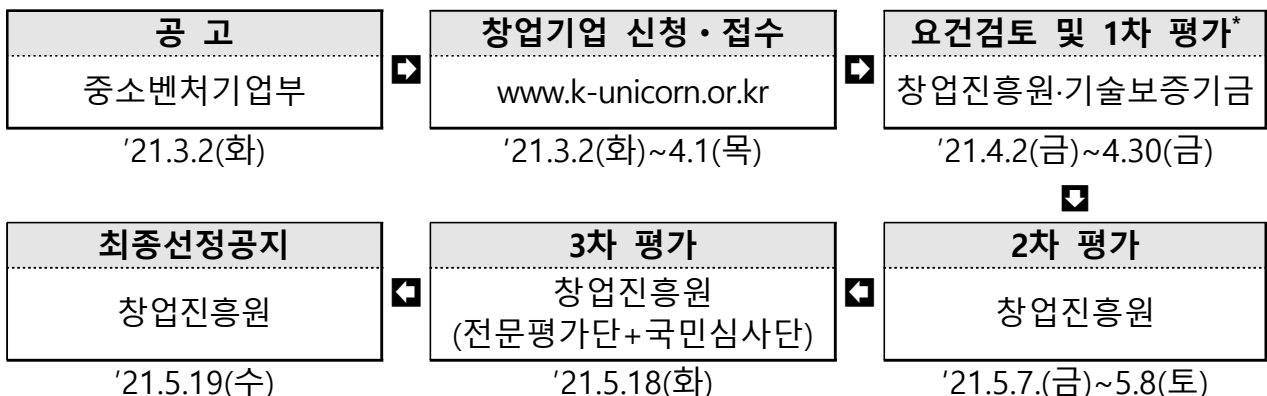 공 고
중소벤처기업부
'21.3.2(화)
창업기업 신청・접수
www.k-unicorn.or.kr
'21.3.2(화)~4.1(목)
요건검토 및 1차 평가*
창업진흥원·기술보증기금
'21.4.2(금)~4.30(금)
2차 평가
창업진흥원
'21.5.7.(금)~5.8(토)
3차 평가
창업진흥원
(전문평가단+국민심사단)
'21.5.18(화)
최종선정공지
창업진흥원
'21.5.19(수)